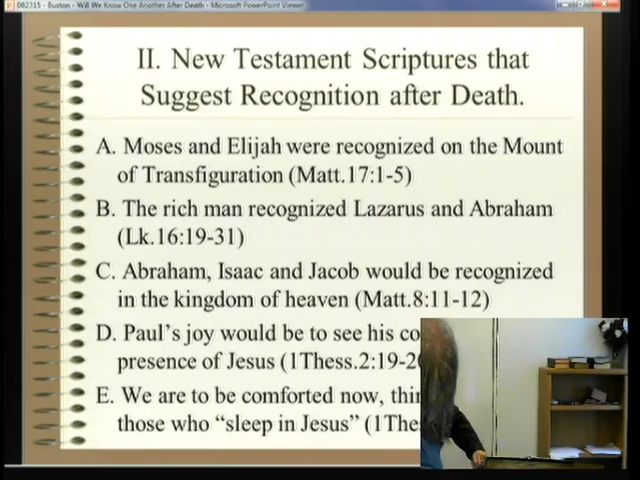 082315 - Buxton - Will We Know One Another After Death - Microsoft PowerPoint Viewer
II. New Testament Scriptures that
Suggest Recognition after Death.
A. Moses and Elijah were recognized on the Mount
of Transfiguration (Matt.17:1-5)
B. The rich man recognized Lazarus and Abraham
(Lk.16:19-31)
C. Abraham, Isaac and Jacob would be recognized
in the kingdom of heaven (Matt.8:11-12)
D. Paul's joy would be to see his
presence of Jesus (1Thess.2:19-
E. We are to be comforted now,
those who “sleep in Jesus”